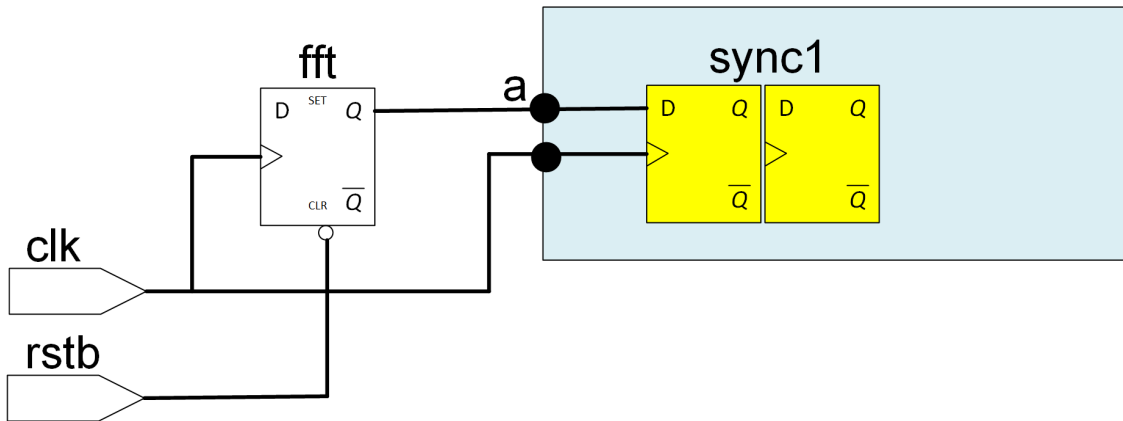 fft
sync1
a
D SET Q
CLR Q̅
D Q
Q̅
D Q
Q̅
clk
rstb